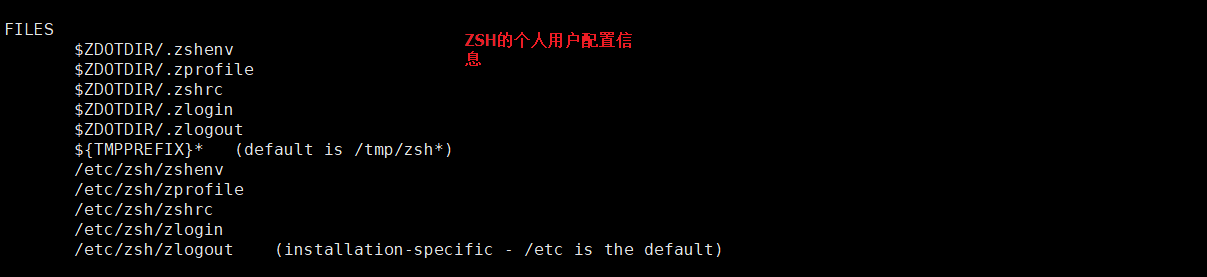 FILES
ZSH的个人用户配置信
息
$ZDOTDIR/.zshenv
$ZDOTDIR/.zprofile
$ZDOTDIR/.zshrc
$ZDOTDIR/.zlogin
$ZDOTDIR/.zlogout
${TMPPREFIX}*   (default is /tmp/zsh*)
/etc/zsh/zshenv
/etc/zsh/zprofile
/etc/zsh/zshrc
/etc/zsh/zlogin
/etc/zsh/zlogout    (installation-specific - /etc is the default)